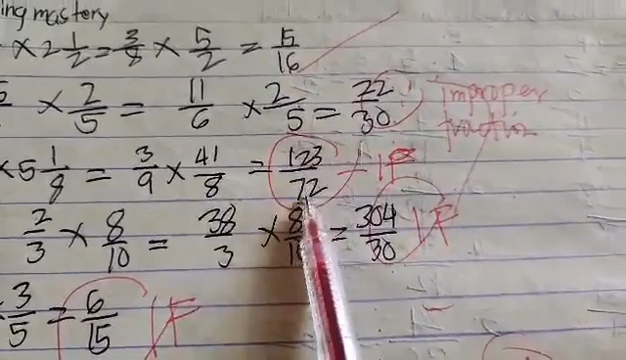 ing mastery
× 2 1/2 = 3/8 × 5/2 = 15/16
× 2/5 = 11/6 × 2/5 = 22/30 Improper fraction
× 5 1/8 = 3/9 × 41/8 = 123/72 - IF
2/3 × 8/10 = 38/3 × 8/10 = 304/30 IF
3/5 = 6/15 IF